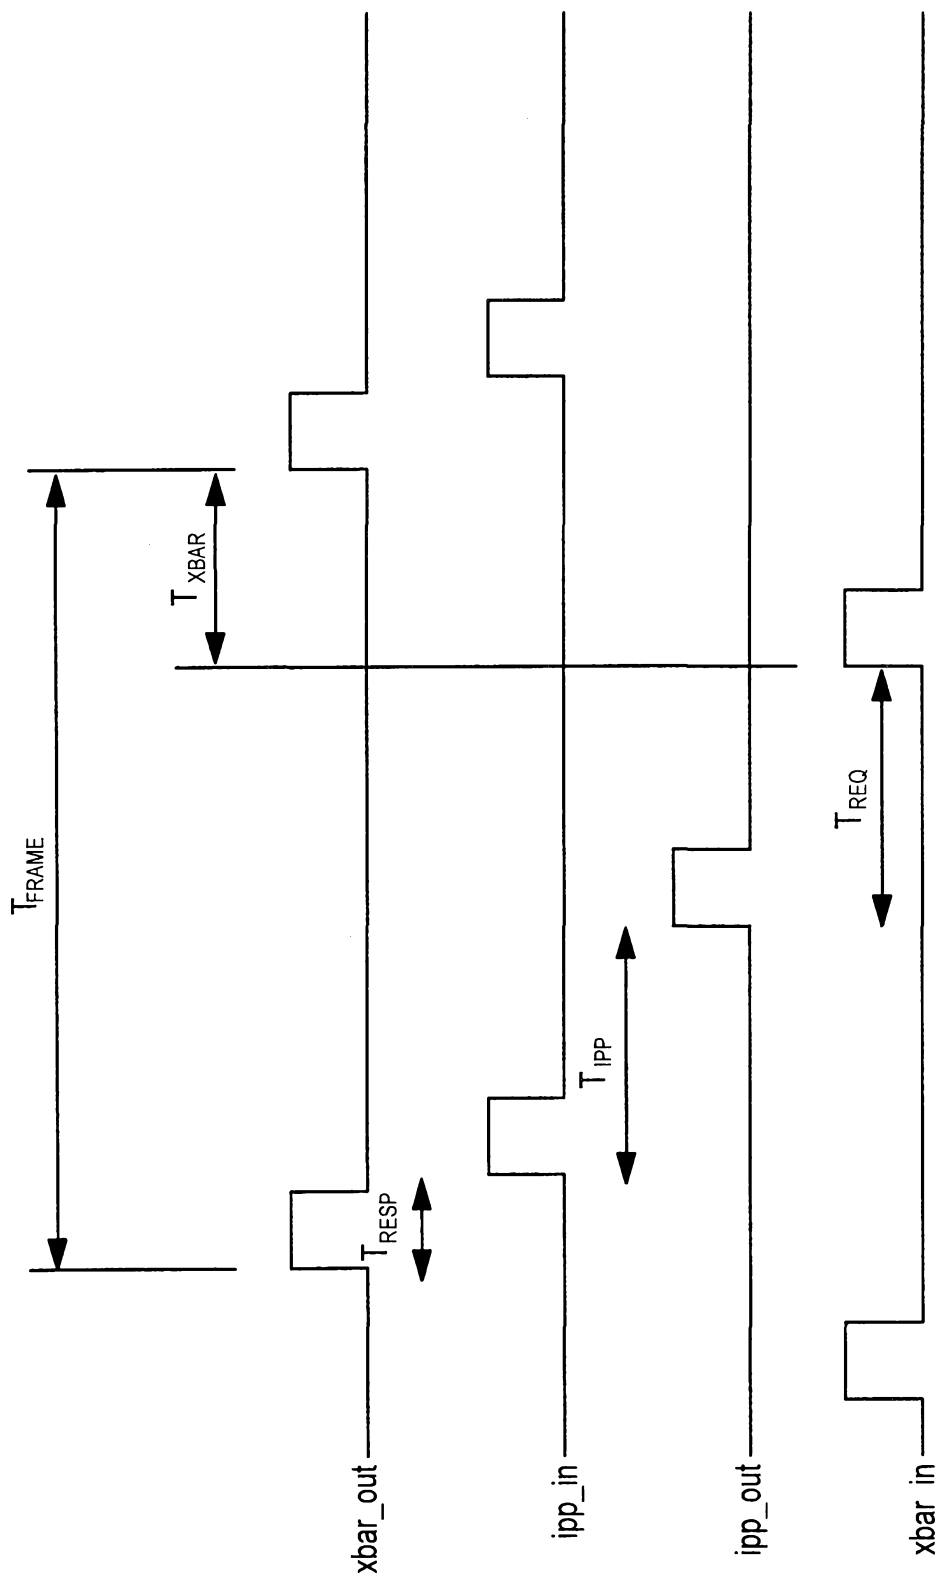 T_FRAME
T_XBAR
xbar_out
T_RESP
ipp_in
T_IPP
ipp_out
T_REQ
xbar_in